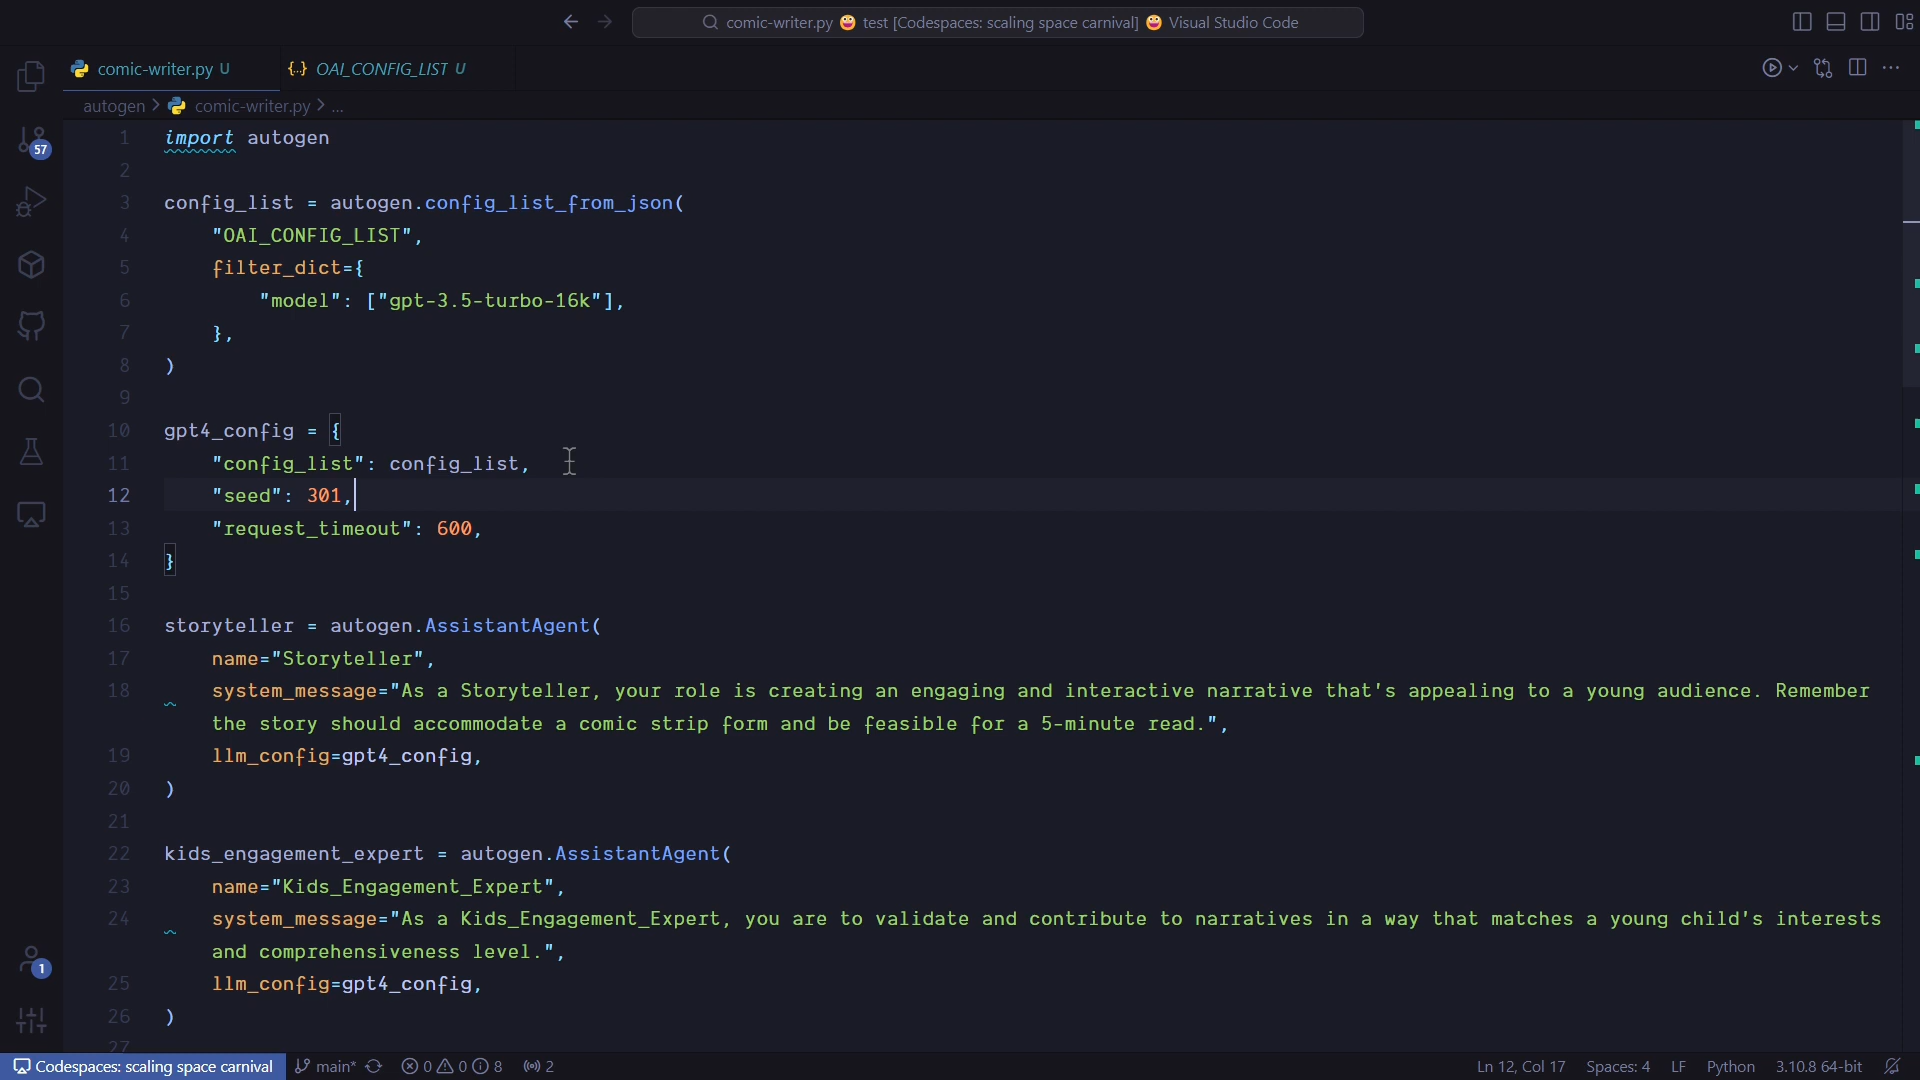 comic-writer.py test [Codespaces: scaling space carnival] Visual Studio Code
comic-writer.py U
{..} OAI_CONFIG_LIST U
autogen > comic-writer.py > ...
57
1 import autogen
2
3 config_list = autogen.config_list_from_json(
4 "OAI_CONFIG_LIST",
5 filter_dict={
6 "model": ["gpt-3.5-turbo-16k"],
7 },
8 )
9
10 gpt4_config = {
11 "config_list": config_list,
12 "seed": 301,
13 "request_timeout": 600,
14 }
15
16 storyteller = autogen.AssistantAgent(
17 name="Storyteller",
18 system_message="As a Storyteller, your role is creating an engaging and interactive narrative that's appealing to a young audience. Remember
the story should accommodate a comic strip form and be feasible for a 5-minute read.",
19 llm_config=gpt4_config,
20 )
21
22 kids_engagement_expert = autogen.AssistantAgent(
23 name="Kids_Engagement_Expert",
24 system_message="As a Kids_Engagement_Expert, you are to validate and contribute to narratives in a way that matches a young child's interests
and comprehensiveness level.",
25 llm_config=gpt4_config,
26 )
27
1
Codespaces: scaling space carnival main* 0 0 8 2 Ln 12, Col 17 Spaces: 4 LF Python 3.10.8 64-bit